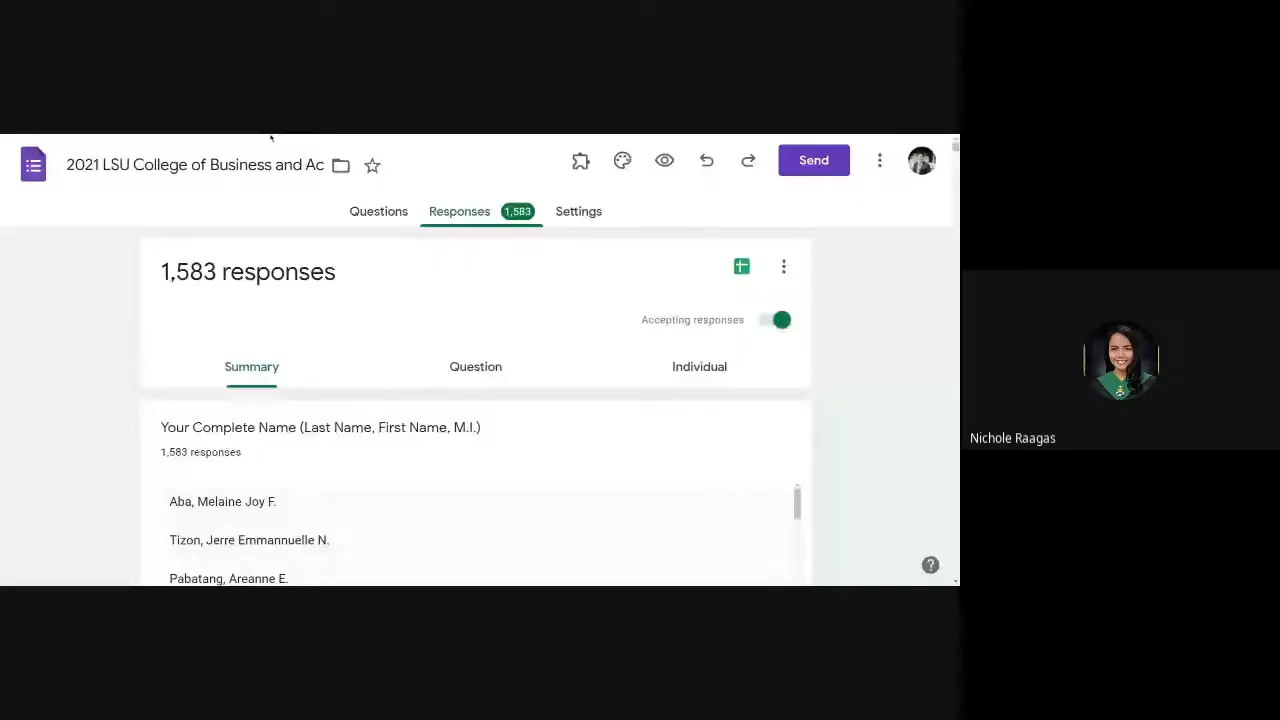 2021 LSU College of Business and Ac
Send
Questions
Responses 1,583
Settings
1,583 responses
Accepting responses
Summary
Question
Individual
Your Complete Name (Last Name, First Name, M.I.)
1,583 responses
Aba, Melaine Joy F.
Tizon, Jerre Emmannuelle N.
Pabatang, Areanne E.
Nichole Raagas